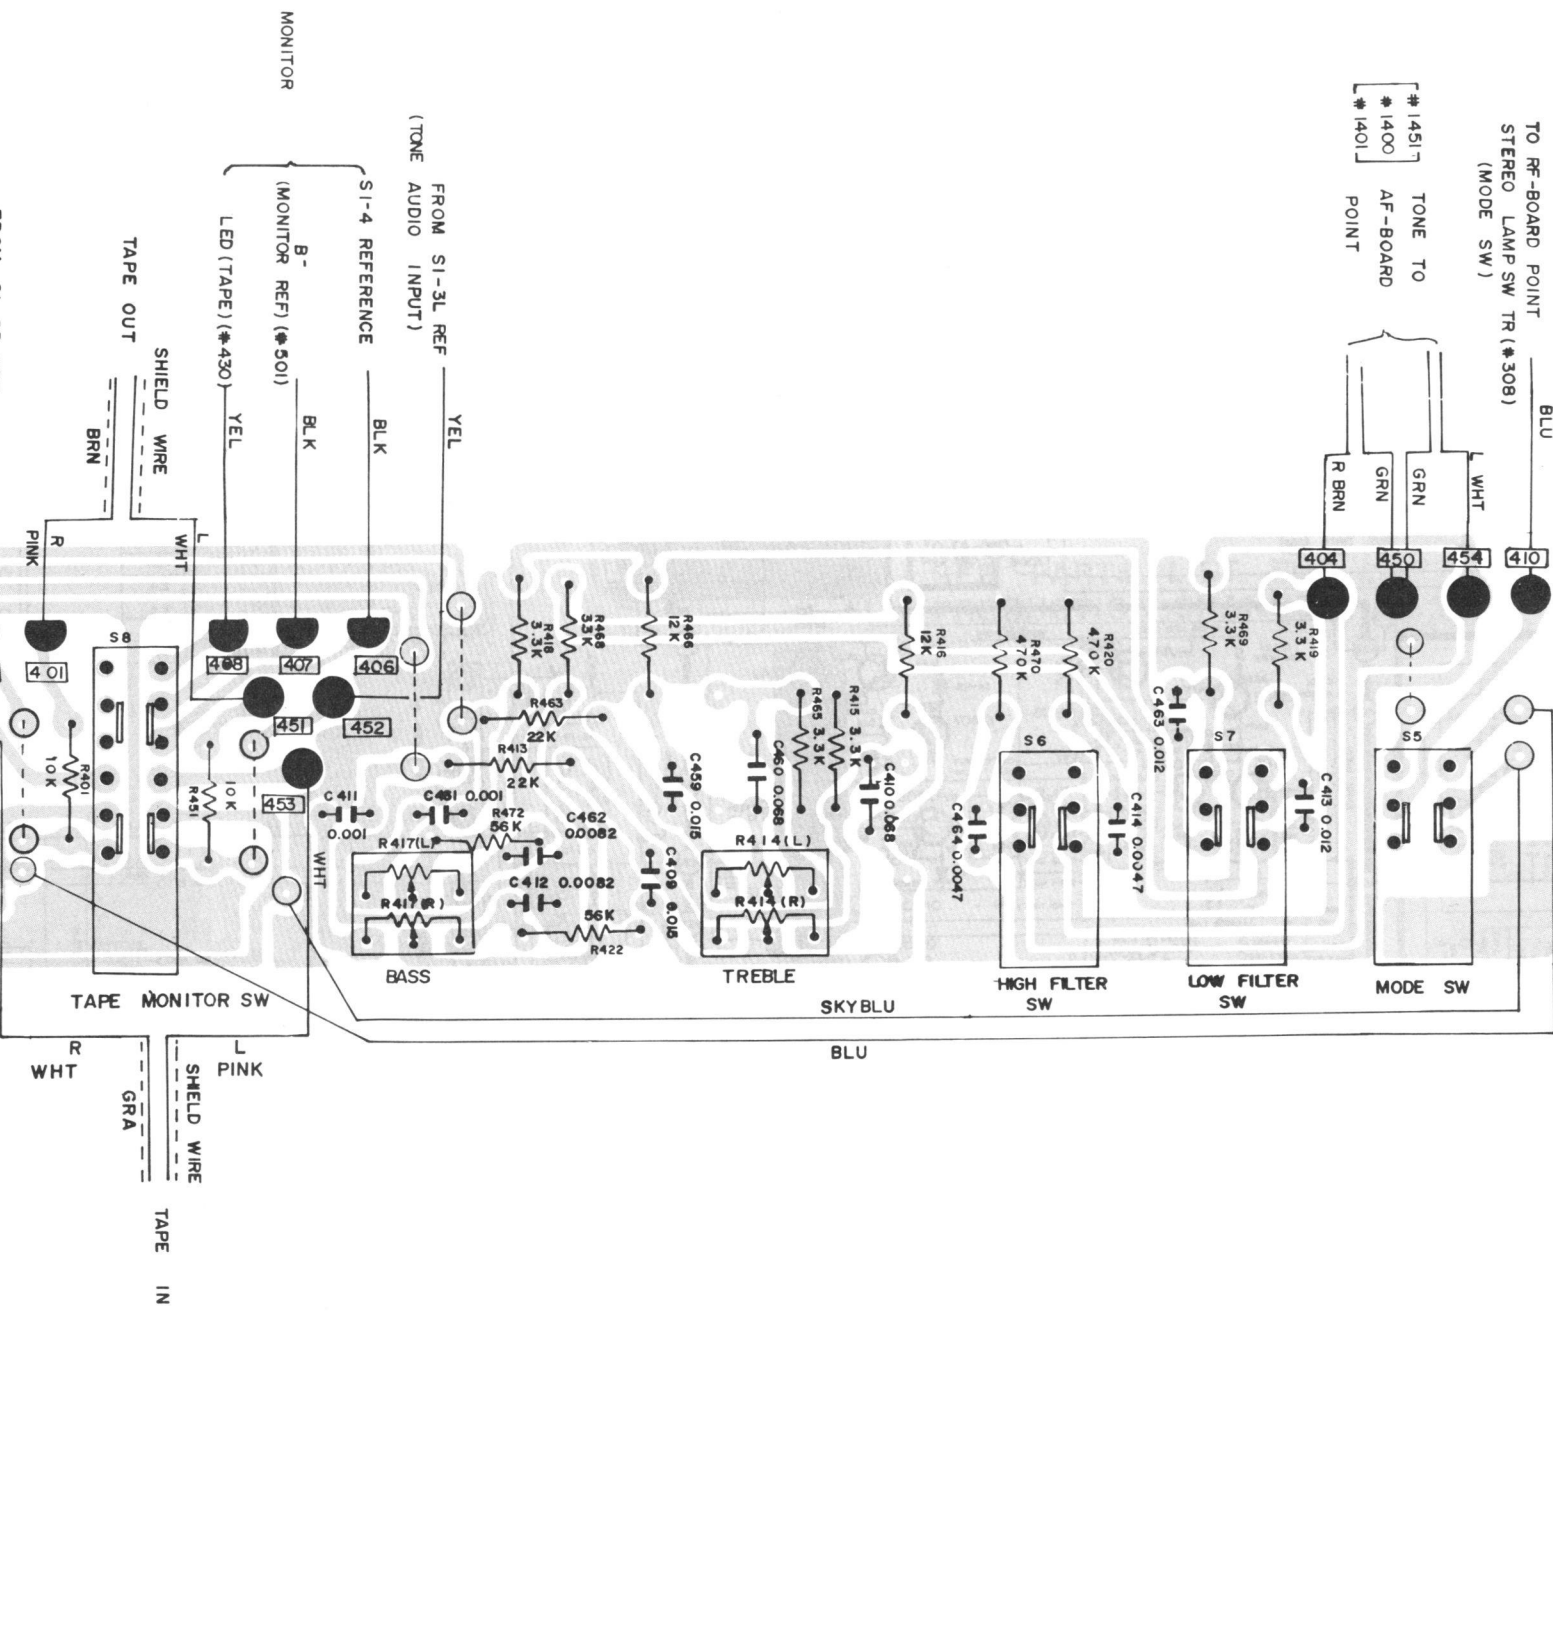 MONITOR
(TONE AUDIO INPUT)
FROM S1-3L REF
S1-4 REFERENCE
B-
(MONITOR REF) (#501)
LED (TAPE) (#430)
TAPE OUT
SHIELD WIRE
BRN
YEL
BLK
BLK
YEL
TO RF-BOARD POINT
STEREO LAMP SW TR (#308)
(MODE SW)
#1451 TONE TO
#1400 AF-BOARD
#1401 POINT
BLU
R BRN
GRN
GRN
L WHT
404
450
454
410
R
PINK
L
WHT
S8
401
408
407
406
451
452
453
R401
10K
R451
10K
WHT
R418
3.3K
R468
3.3K
R466
12K
R416
12K
R470
470K
R420
470K
R469
3.3K
R419
3.3K
R463
22K
R413
22K
C411
0.001
C461 0.001
R472
56K
C462
0.0082
R417(L)
R417(R)
C412 0.0082
56K
R422
C459 0.015
C409 0.015
C460 0.068
R465 3.3K
R415 3.3K
C410 0.068
R414(L)
R414(R)
C464 0.0047
S6
C414 0.0047
C463 0.012
S7
C413 0.012
S5
BASS
TREBLE
HIGH FILTER
SW
LOW FILTER
SW
MODE SW
TAPE MONITOR SW
SKYBLU
BLU
R
WHT
L
PINK
GRA
SHIELD WIRE
TAPE IN